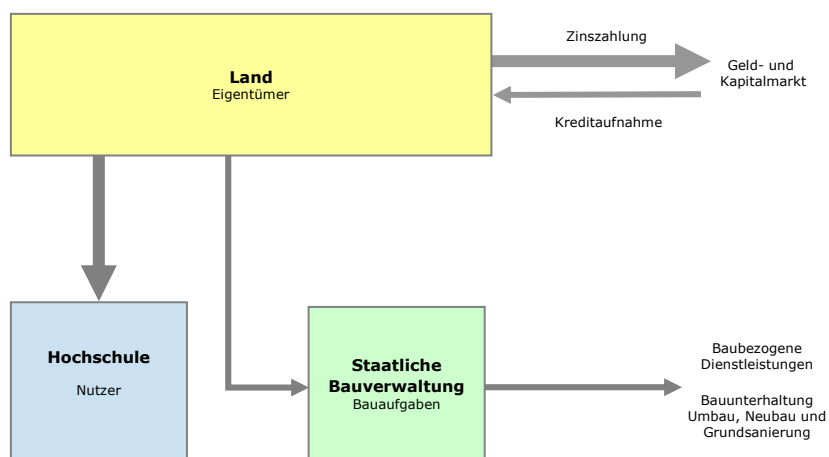 Zinszahlung
Land
Eigentümer
Geld- und
Kapitalmarkt
Kreditaufnahme
Hochschule
Nutzer
Staatliche
Bauverwaltung
Bauaufgaben
Baubezogene
Dienstleistungen
Bauunterhaltung
Umbau, Neubau und
Grundsanierung